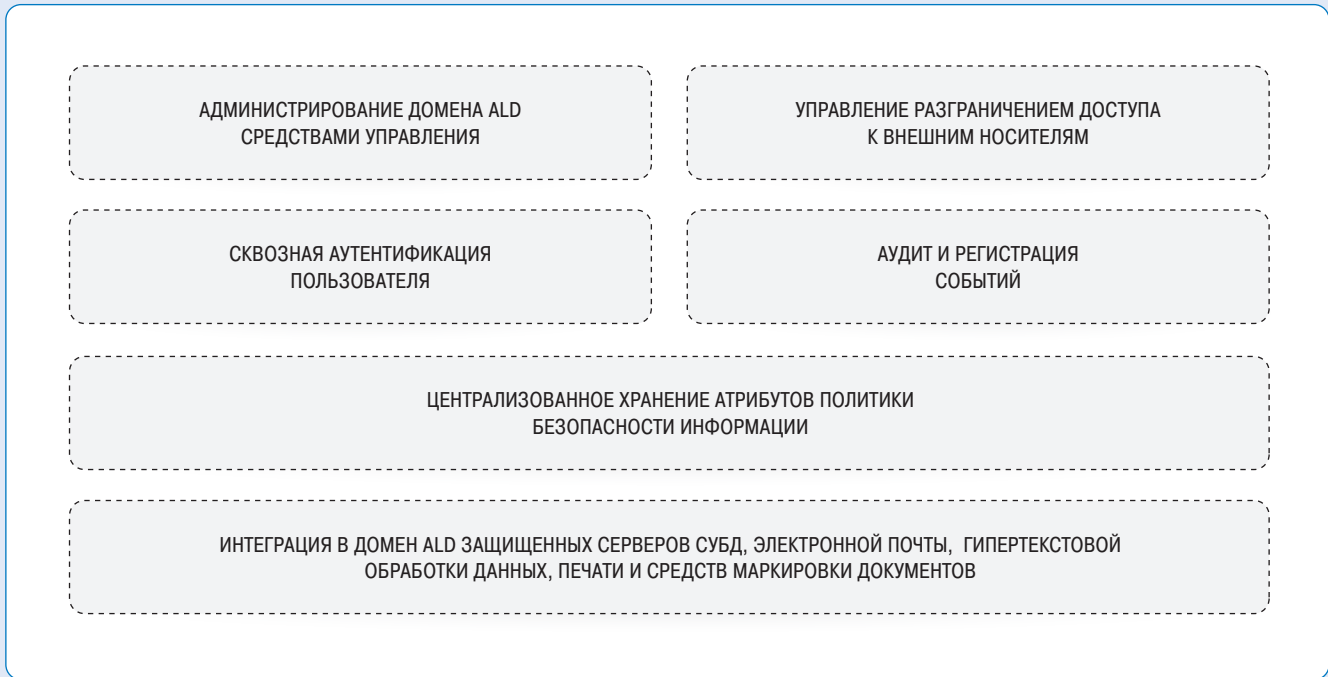 АДМИНИСТРИРОВАНИЕ ДОМЕНА ALD
СРЕДСТВАМИ УПРАВЛЕНИЯ
УПРАВЛЕНИЕ РАЗГРАНИЧЕНИЕМ ДОСТУПА
К ВНЕШНИМ НОСИТЕЛЯМ
СКВОЗНАЯ АУТЕНТИФИКАЦИЯ
ПОЛЬЗОВАТЕЛЯ
АУДИТ И РЕГИСТРАЦИЯ
СОБЫТИЙ
ЦЕНТРАЛИЗОВАННОЕ ХРАНЕНИЕ АТРИБУТОВ ПОЛИТИКИ
БЕЗОПАСНОСТИ ИНФОРМАЦИИ
ИНТЕГРАЦИЯ В ДОМЕН ALD ЗАЩИЩЕННЫХ СЕРВЕРОВ СУБД, ЭЛЕКТРОННОЙ ПОЧТЫ, ГИПЕРТЕКСТОВОЙ
ОБРАБОТКИ ДАННЫХ, ПЕЧАТИ И СРЕДСТВ МАРКИРОВКИ ДОКУМЕНТОВ